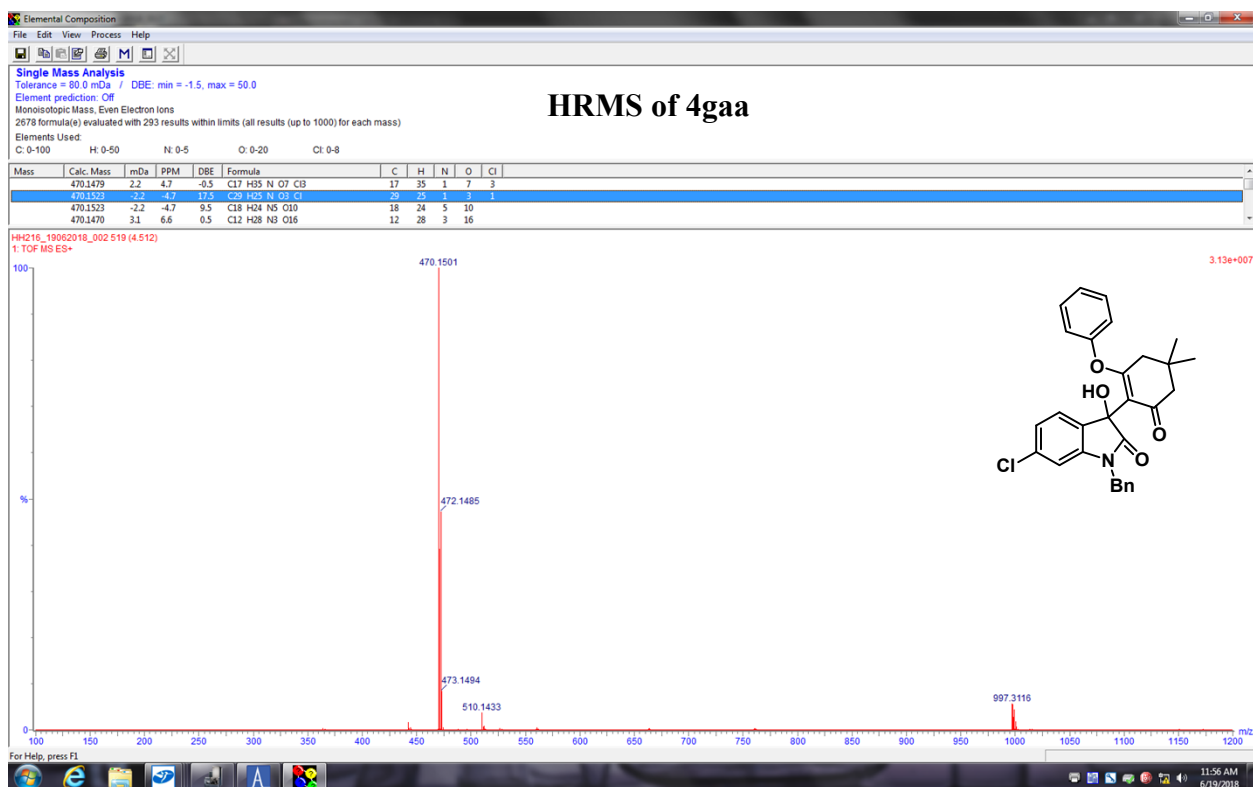 Elemental Composition
File Edit View Process Help
Single Mass Analysis
Tolerance = 80.0 mDa / DBE: min = -1.5, max = 50.0
Element prediction: Off
Monoisotopic Mass, Even Electron Ions
2678 formula(e) evaluated with 293 results within limits (all results (up to 1000) for each mass)
Elements Used:
C: 0-100 H: 0-50 N: 0-5 O: 0-20 Cl: 0-8
HRMS of 4gaa
Mass Calc. Mass mDa PPM DBE Formula C H N O Cl
470.1479 2.2 4.7 -0.5 C17 H35 N O7 Cl3 17 35 1 7 3
470.1523 -2.2 -4.7 17.5 C29 H25 N O3 Cl 29 25 1 3 1
470.1523 -2.2 -4.7 9.5 C18 H24 N5 O10 18 24 5 10
470.1470 3.1 6.6 0.5 C12 H28 N3 O16 12 28 3 16
HH216_19062018_002 519 (4.512)
1: TOF MS ES+
3.13e+007
100
%
0
470.1501
472.1485
473.1494
510.1433
997.3116
O
HO
O
O
N
Cl
Bn
100 150 200 250 300 350 400 450 500 550 600 650 700 750 800 850 900 950 1000 1050 1100 1150 1200
m/z
For Help, press F1
11:56 AM
6/19/2018